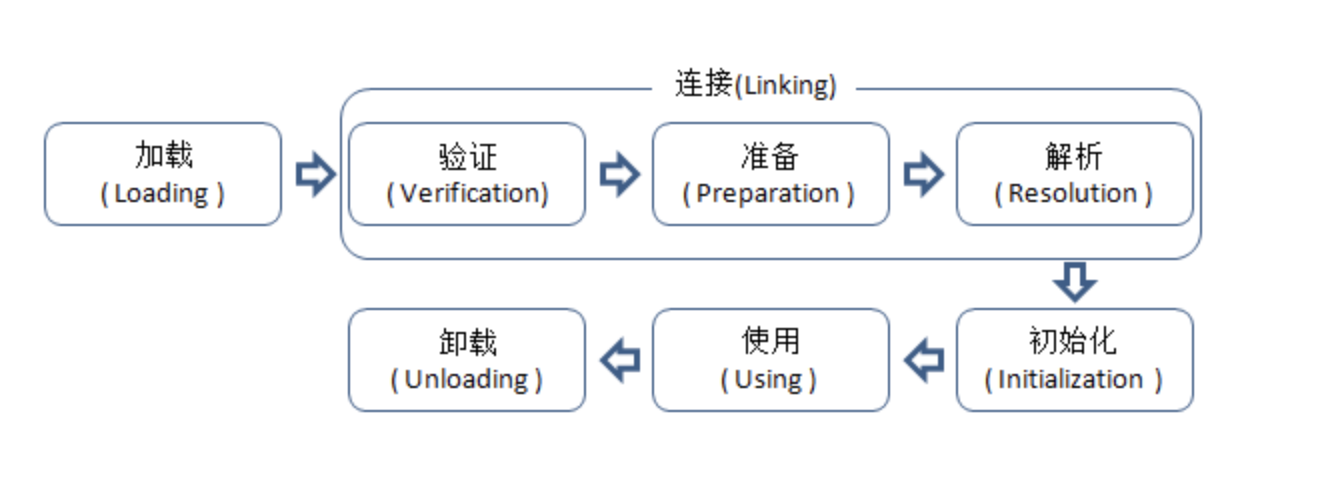 连接(Linking)
加载
( Loading )
验证
( Verification)
准备
( Preparation )
解析
( Resolution )
初始化
( Initialization )
使用
( Using )
卸载
( Unloading )